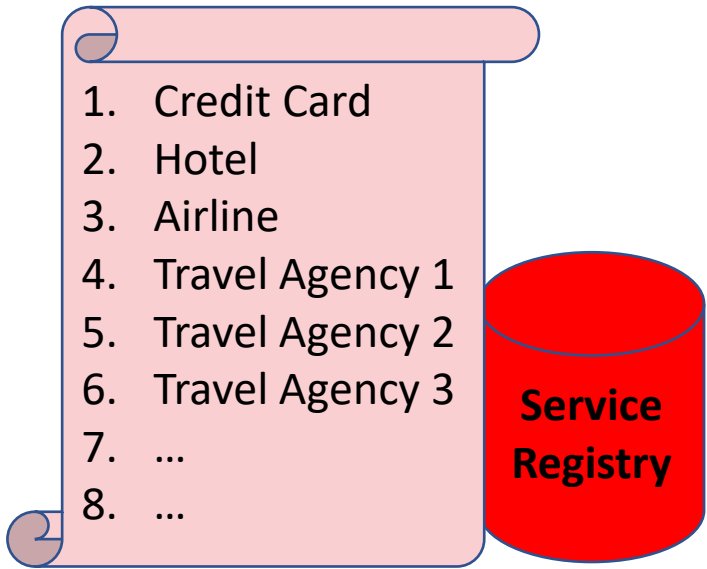 1. Credit Card
2. Hotel
3. Airline
4. Travel Agency 1
5. Travel Agency 2
6. Travel Agency 3
7. …
8. …
Service
Registry